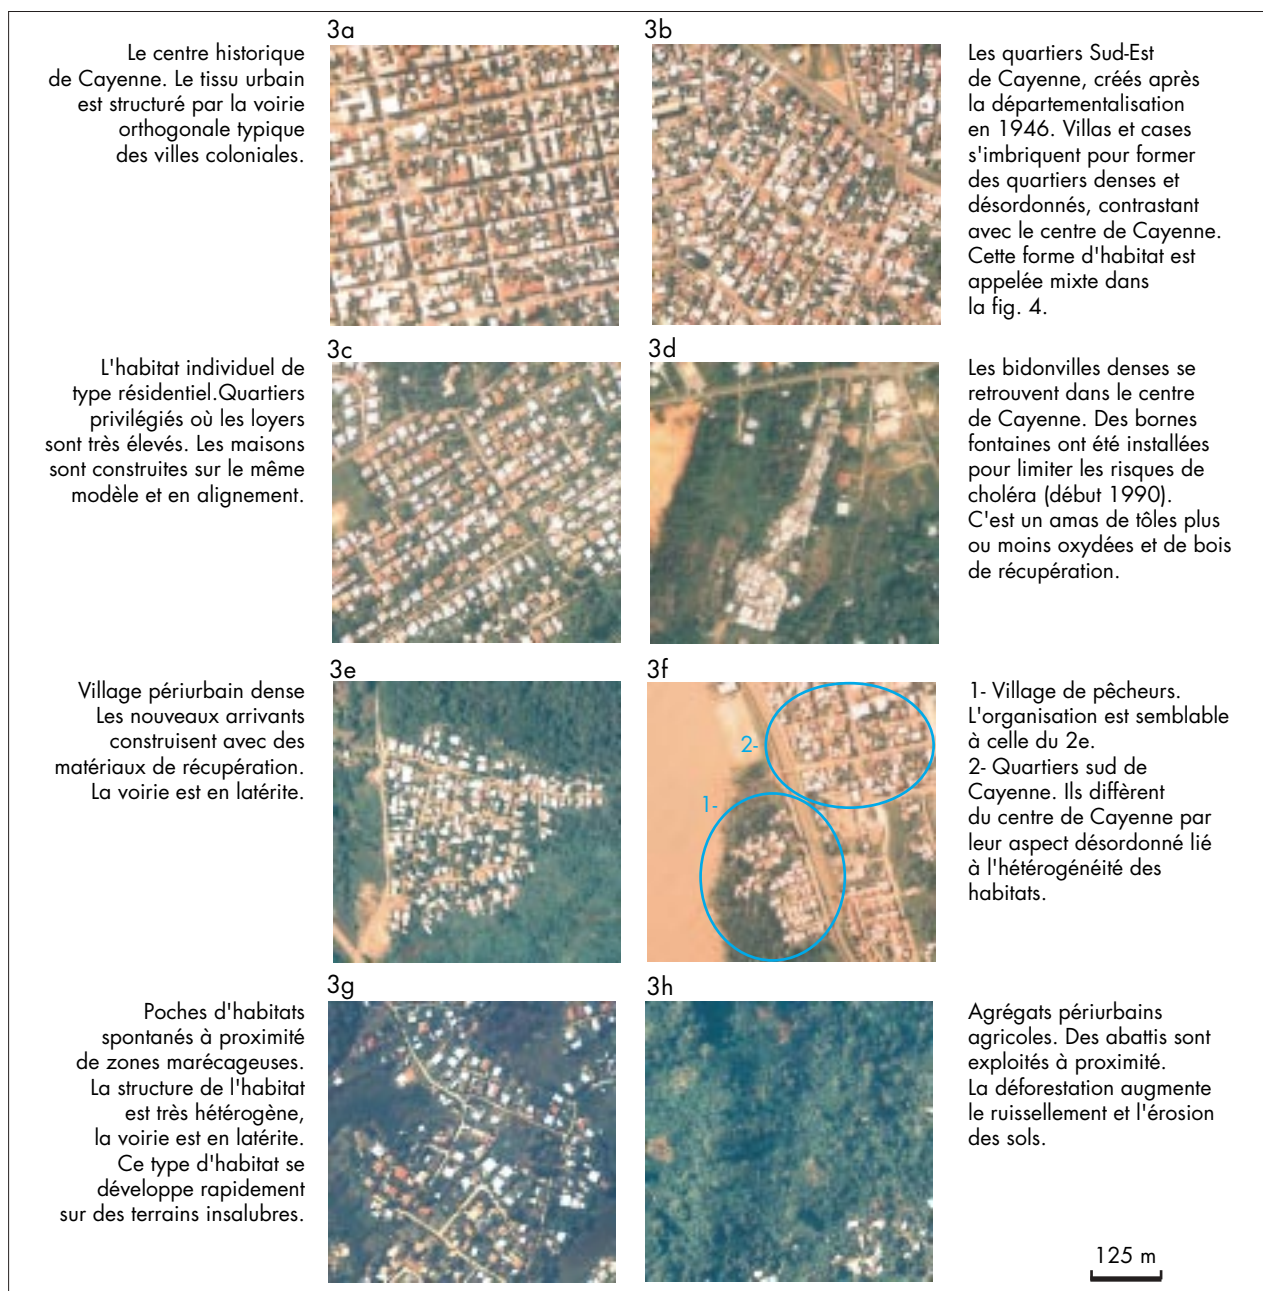 3a
Le centre historique
de Cayenne. Le tissu urbain
est structuré par la voirie
orthogonale typique
des villes coloniales.
3b
Les quartiers Sud-Est
de Cayenne, créés après
la départementalisation
en 1946. Villas et cases
s'imbriquent pour former
des quartiers denses et
désordonnés, contrastant
avec le centre de Cayenne.
Cette forme d'habitat est
appelée mixte dans
la fig. 4.
3c
L'habitat individuel de
type résidentiel.Quartiers
privilégiés où les loyers
sont très élevés. Les maisons
sont construites sur le même
modèle et en alignement.
3d
Les bidonvilles denses se
retrouvent dans le centre
de Cayenne. Des bornes
fontaines ont été installées
pour limiter les risques de
choléra (début 1990).
C'est un amas de tôles plus
ou moins oxydées et de bois
de récupération.
3e
Village périurbain dense
Les nouveaux arrivants
construisent avec des
matériaux de récupération.
La voirie est en latérite.
3f
2-
1-
1- Village de pêcheurs.
L'organisation est semblable
à celle du 2e.
2- Quartiers sud de
Cayenne. Ils diffèrent
du centre de Cayenne par
leur aspect désordonné lié
à l'hétérogénéité des
habitats.
3g
Poches d'habitats
spontanés à proximité
de zones marécageuses.
La structure de l'habitat
est très hétérogène,
la voirie est en latérite.
Ce type d'habitat se
développe rapidement
sur des terrains insalubres.
3h
Agrégats périurbains
agricoles. Des abattis sont
exploités à proximité.
La déforestation augmente
le ruissellement et l'érosion
des sols.
125 m